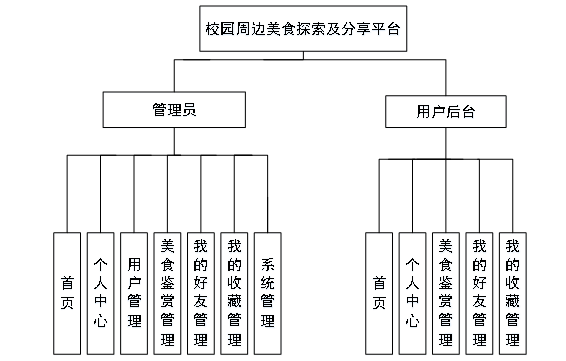 校园周边美食探索及分享平台
管理员
用户后台
首页
个人中心
用户管理
美食鉴赏管理
我的好友管理
我的收藏管理
系统管理
首页
个人中心
美食鉴赏管理
我的好友管理
我的收藏管理